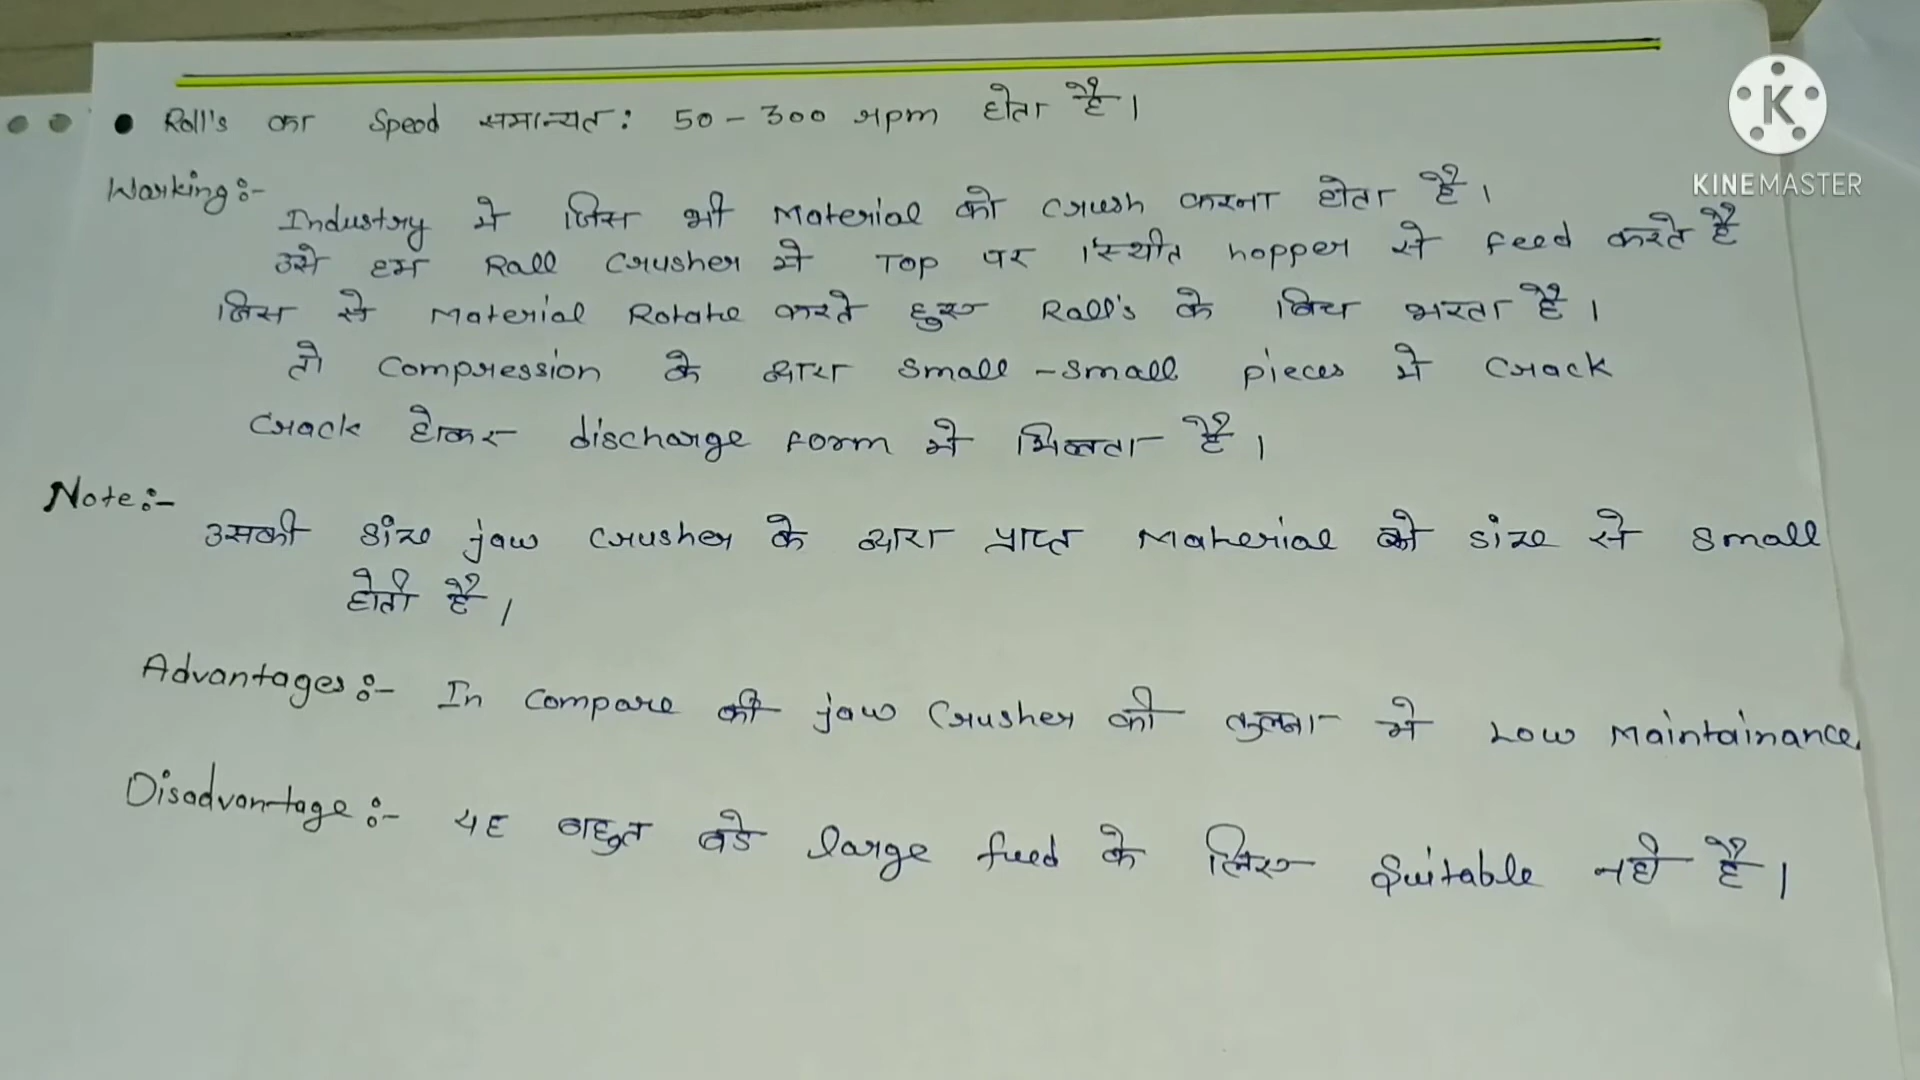 Roll's का Speed समान्यत: 50 - 300 rpm होता है।
KINEMASTER
Working:-
Industry मे जिस भी Material को Crush करना होता है।
उसे हम Roll Crusher मे Top पर स्थीत hopper से feed करते है
जिस से Material Rotate करते हुए Roll's के बिच भरता है।
तो Compression के द्वारा Small - Small pieces मे Crack
Crack होकर discharge form मे मिलता है।
Note:-
उसकी Size jaw Crusher के द्वारा प्राप्त Material की Size से Small
होती है।
Advantages:- In Compare की jaw Crusher की तुलना मे Low Maintainance.
Disadvantage:- यह बहुत बडे large feed के लिए Suitable नही है।